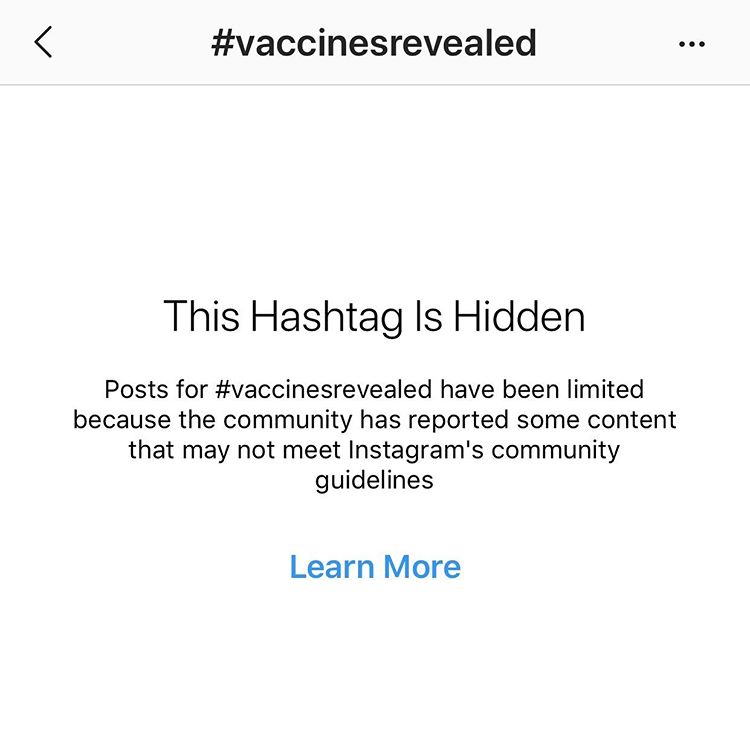 #vaccinesrevealed
This Hashtag Is Hidden
Posts for #vaccinesrevealed have been limited
because the community has reported some content
that may not meet Instagram's community
guidelines
Learn More